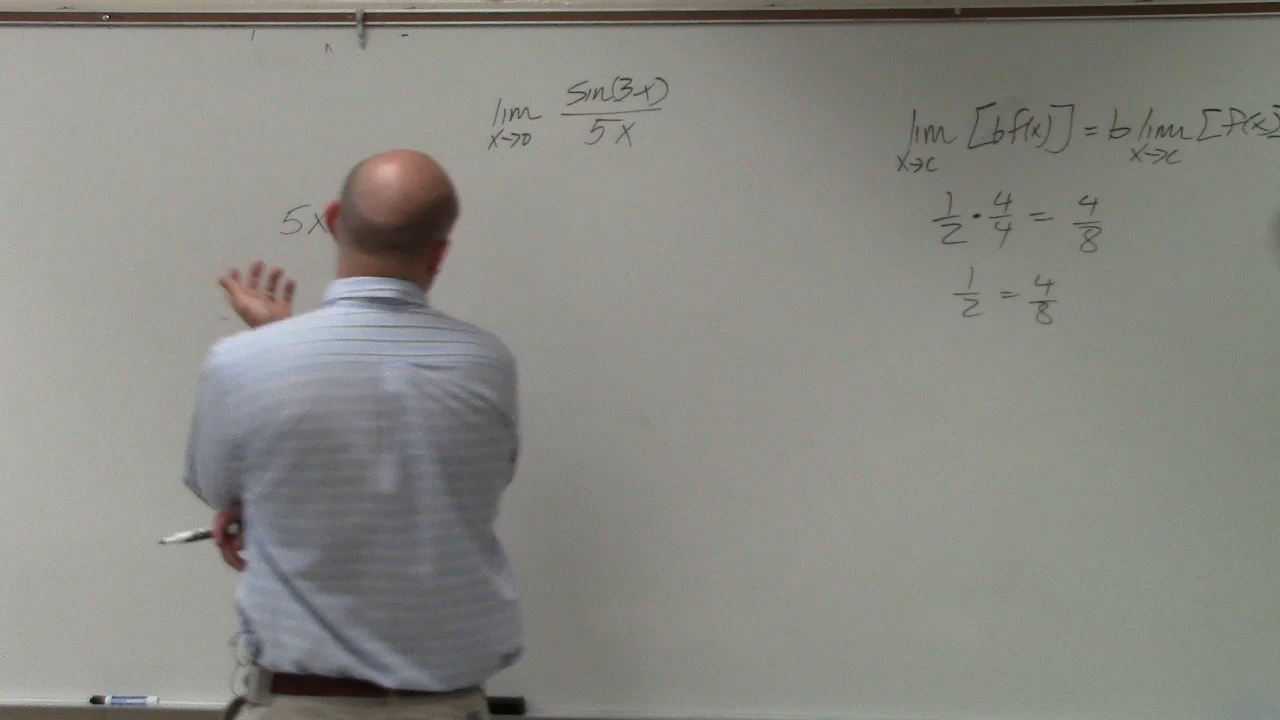 lim x→0 sin(3x)/5x
5x
lim x→c [bf(x)] = b lim x→c [f(x)]
1/2 · 4/4 = 4/8
1/2 = 4/8